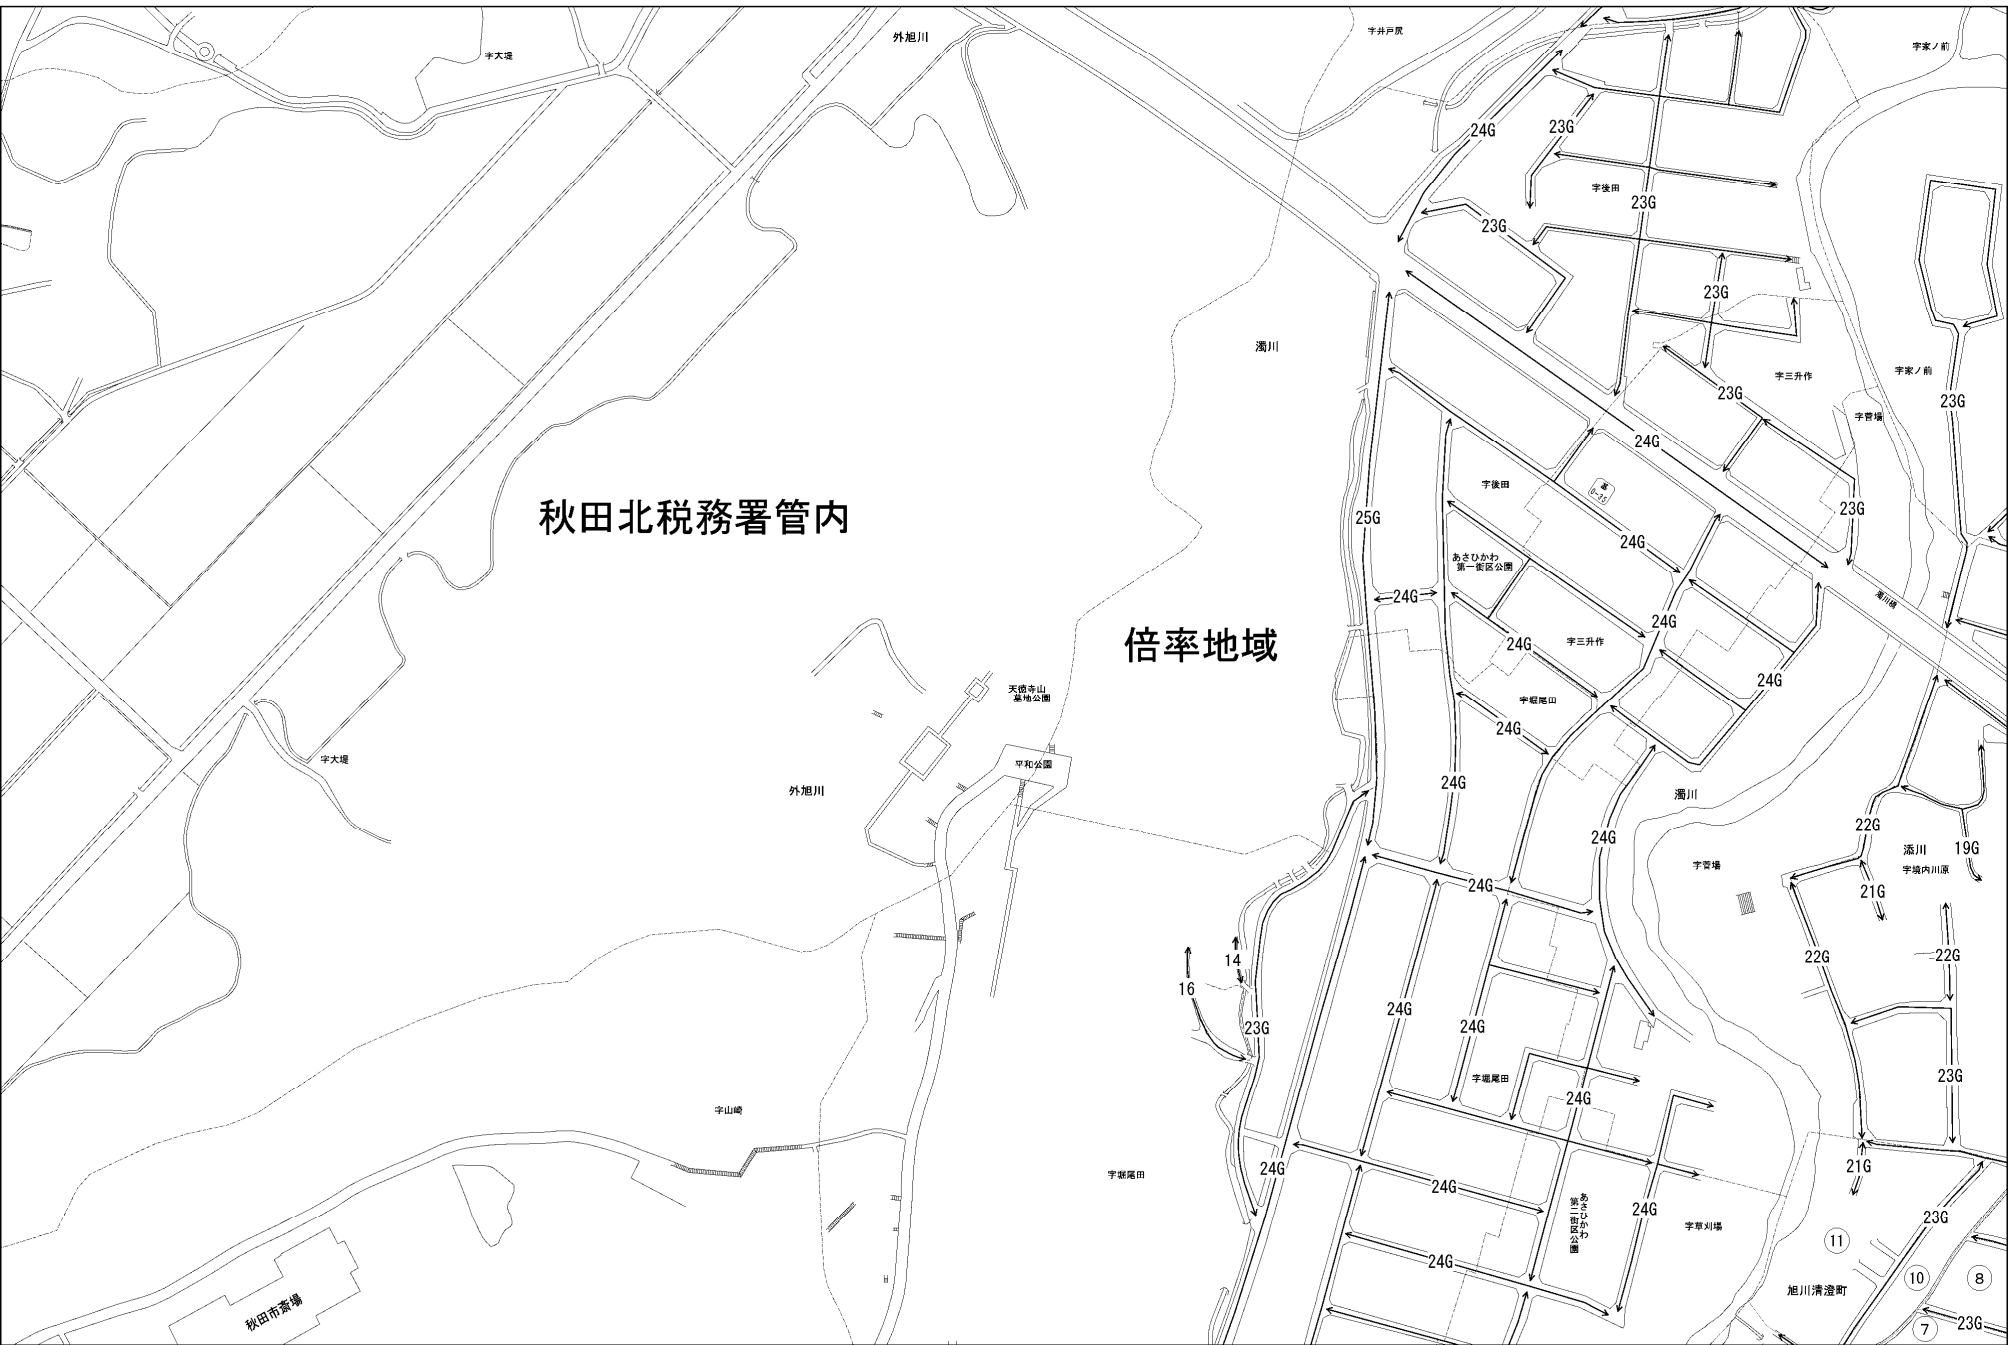 外旭川
字大堤
字井戸尻
字家ノ前
24G
23G
字後田
23G
23G
23G
濁川
字三升作
字家ノ前
23G
23G
字菅場
24G
字後田
基
0-35
23G
秋田北税務署管内
25G
24G
あさひかわ
第一街区公園
24G
濁川橋
24G
倍率地域
24G
字三升作
24G
天徳寺山
墓地公園
字堀尾田
24G
字大堤
平和公園
外旭川
24G
濁川
24G
22G
19G
添川
字境内川原
字菅場
24G
21G
14
16
22G
22G
23G
24G
24G
字堀尾田
24G
23G
字山崎
24G
字堀尾田
24G
21G
あさひかわ
第二街区公園
24G
字草刈場
23G
11
24G
10
8
旭川清澄町
秋田市斎場
7
23G